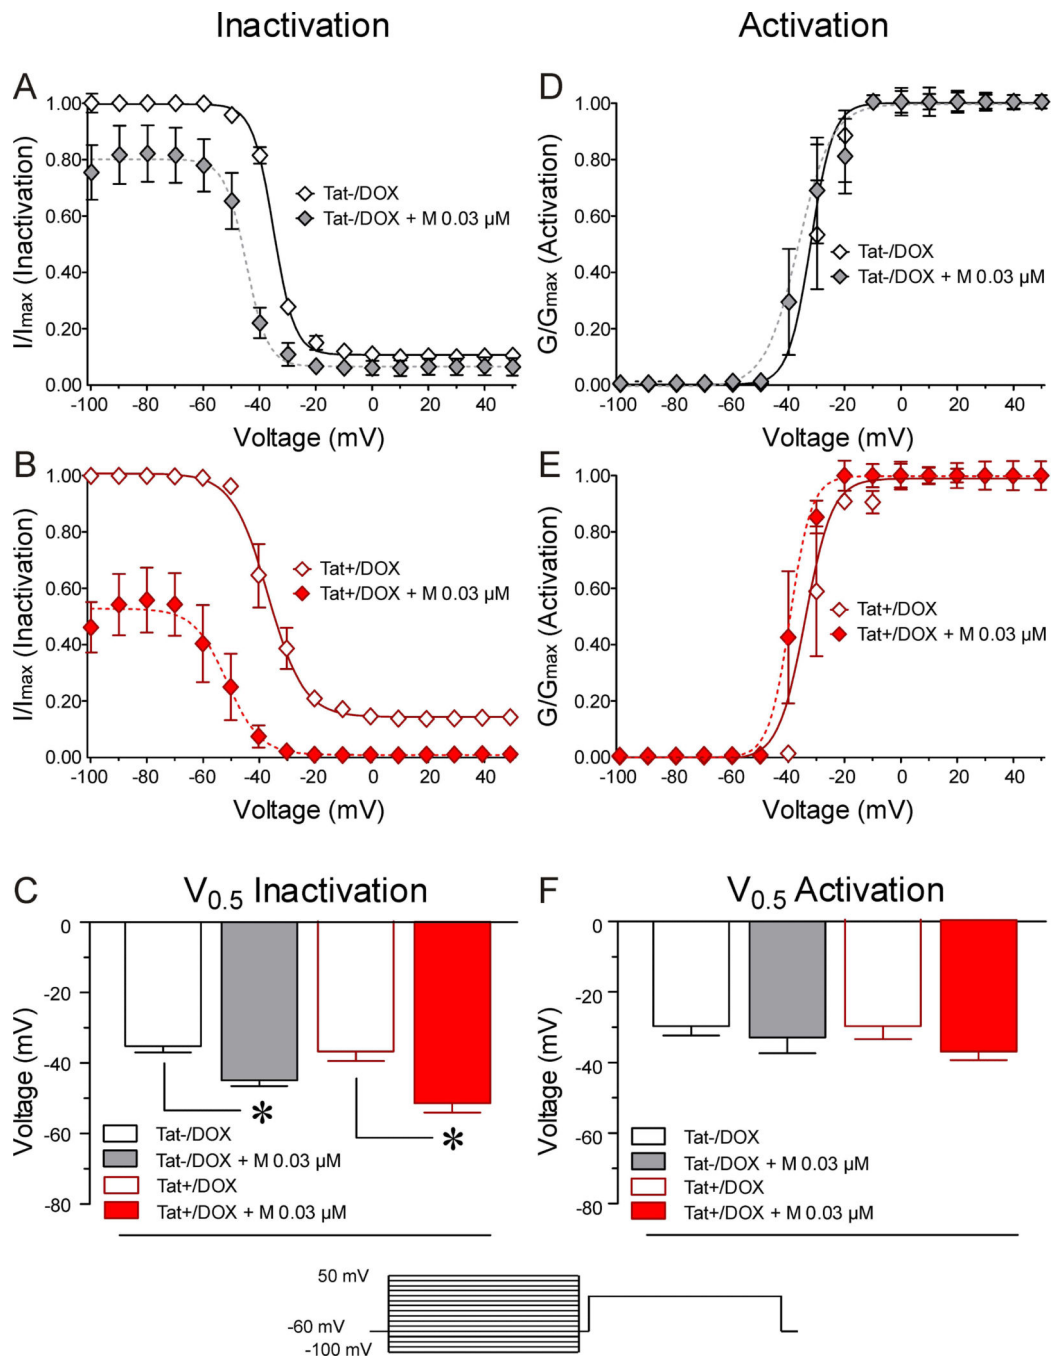 Inactivation
Activation
A
I/Imax (Inactivation)
1.00
0.80
0.60
0.40
0.20
0.00
Tat-/DOX
Tat-/DOX + M 0.03 µM
-100 -80 -60 -40 -20 0 20 40
Voltage (mV)
D
G/Gmax (Activation)
1.00
0.80
0.60
0.40
0.20
0.00
Tat-/DOX
Tat-/DOX + M 0.03 µM
-100 -80 -60 -40 -20 0 20 40
Voltage (mV)
B
I/Imax (Inactivation)
1.00
0.80
0.60
0.40
0.20
0.00
Tat+/DOX
Tat+/DOX + M 0.03 µM
-100 -80 -60 -40 -20 0 20 40
Voltage (mV)
E
G/Gmax (Activation)
1.00
0.80
0.60
0.40
0.20
0.00
Tat+/DOX
Tat+/DOX + M 0.03 µM
-100 -80 -60 -40 -20 0 20 40
Voltage (mV)
C
V0.5 Inactivation
Voltage (mV)
0
-20
-40
-60
-80
*
*
Tat-/DOX
Tat-/DOX + M 0.03 µM
Tat+/DOX
Tat+/DOX + M 0.03 µM
F
V0.5 Activation
Voltage (mV)
0
-20
-40
-60
-80
Tat-/DOX
Tat-/DOX + M 0.03 µM
Tat+/DOX
Tat+/DOX + M 0.03 µM
50 mV
-60 mV
-100 mV